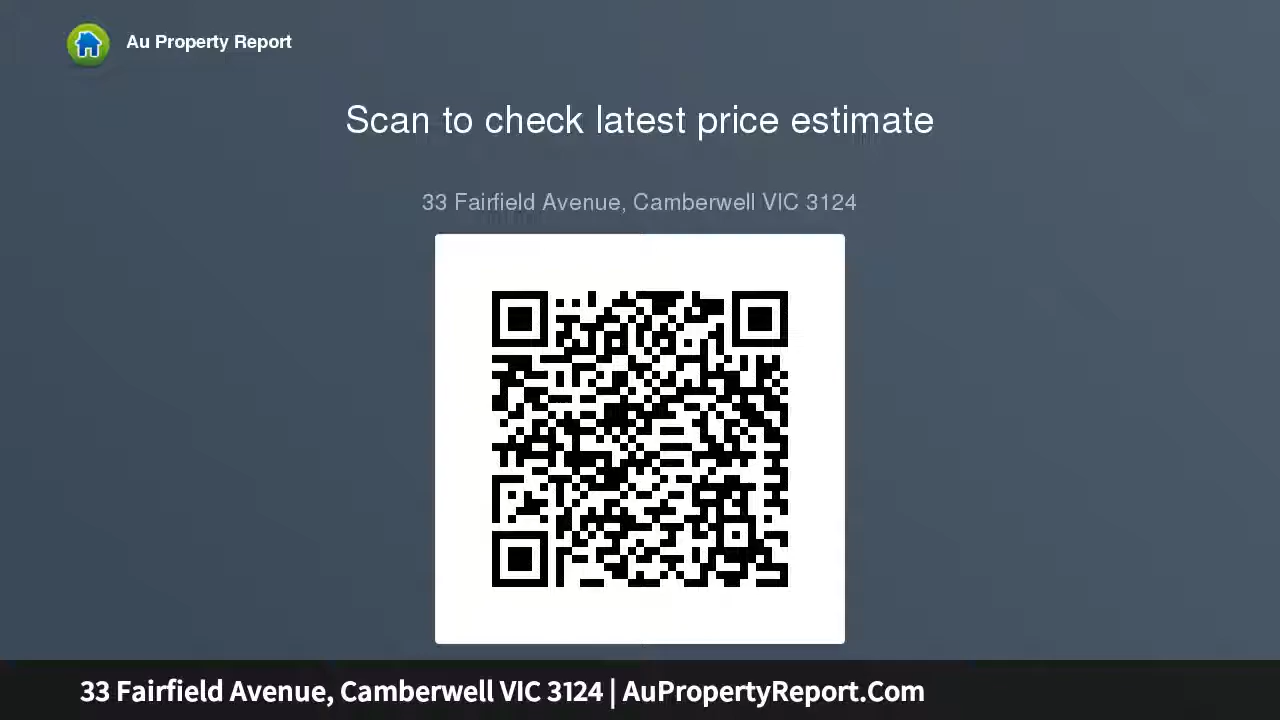 Au Property Report
Scan to check latest price estimate
33 Fairfield Avenue, Camberwell VIC 3124
33 Fairfield Avenue, Camberwell VIC 3124 | AuPropertyReport.Com